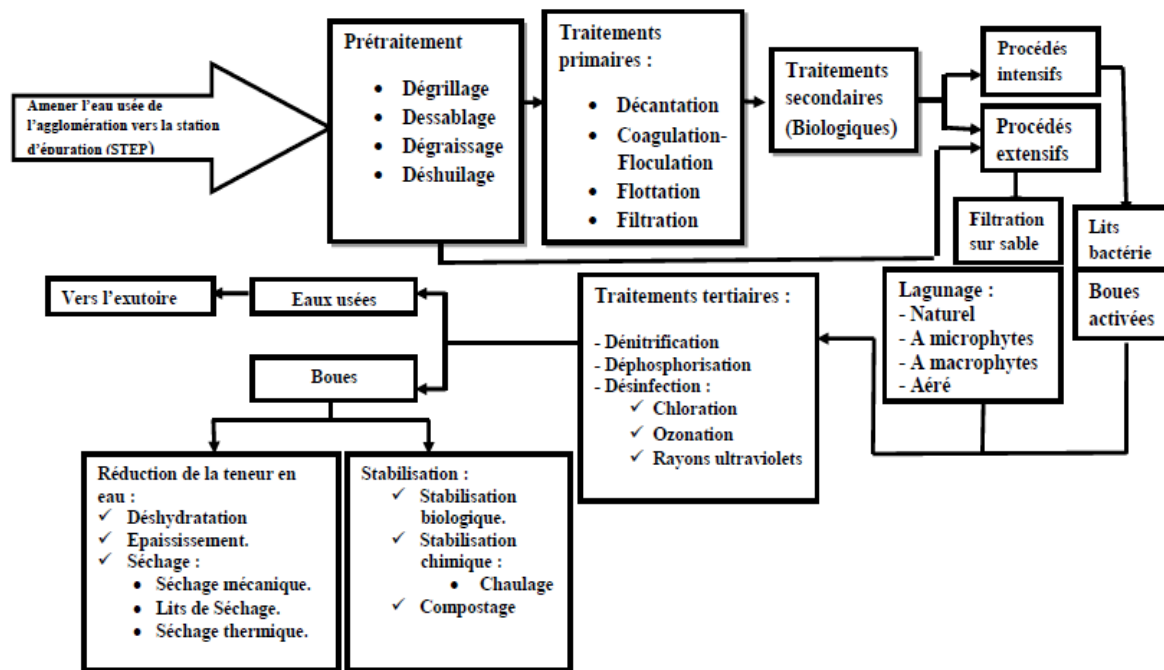 Amener l'eau usée de
l'agglomération vers la station
d'épuration (STEP)
Prétraitement
• Dégrillage
• Dessablage
• Dégraissage
• Déshuilage
Traitements
primaires :
• Décantation
• Coagulation-
Floculation
• Flottation
• Filtration
Traitements
secondaires
(Biologiques)
Procédés
intensifs
Procédés
extensifs
Filtration
sur sable
Lits
bactérie
Boues
activées
Lagunage :
- Naturel
- A microphytes
- A macrophytes
- Aéré
Traitements tertiaires :
- Dénitrification
- Déphosphorisation
- Désinfection :
✓ Chloration
✓ Ozonation
✓ Rayons ultraviolets
Eaux usées
Vers l'exutoire
Boues
Réduction de la teneur en
eau :
✓ Déshydratation
✓ Epaississement.
✓ Séchage :
• Séchage mécanique.
• Lits de Séchage.
• Séchage thermique.
Stabilisation :
✓ Stabilisation
biologique.
✓ Stabilisation
chimique :
• Chaulage
✓ Compostage